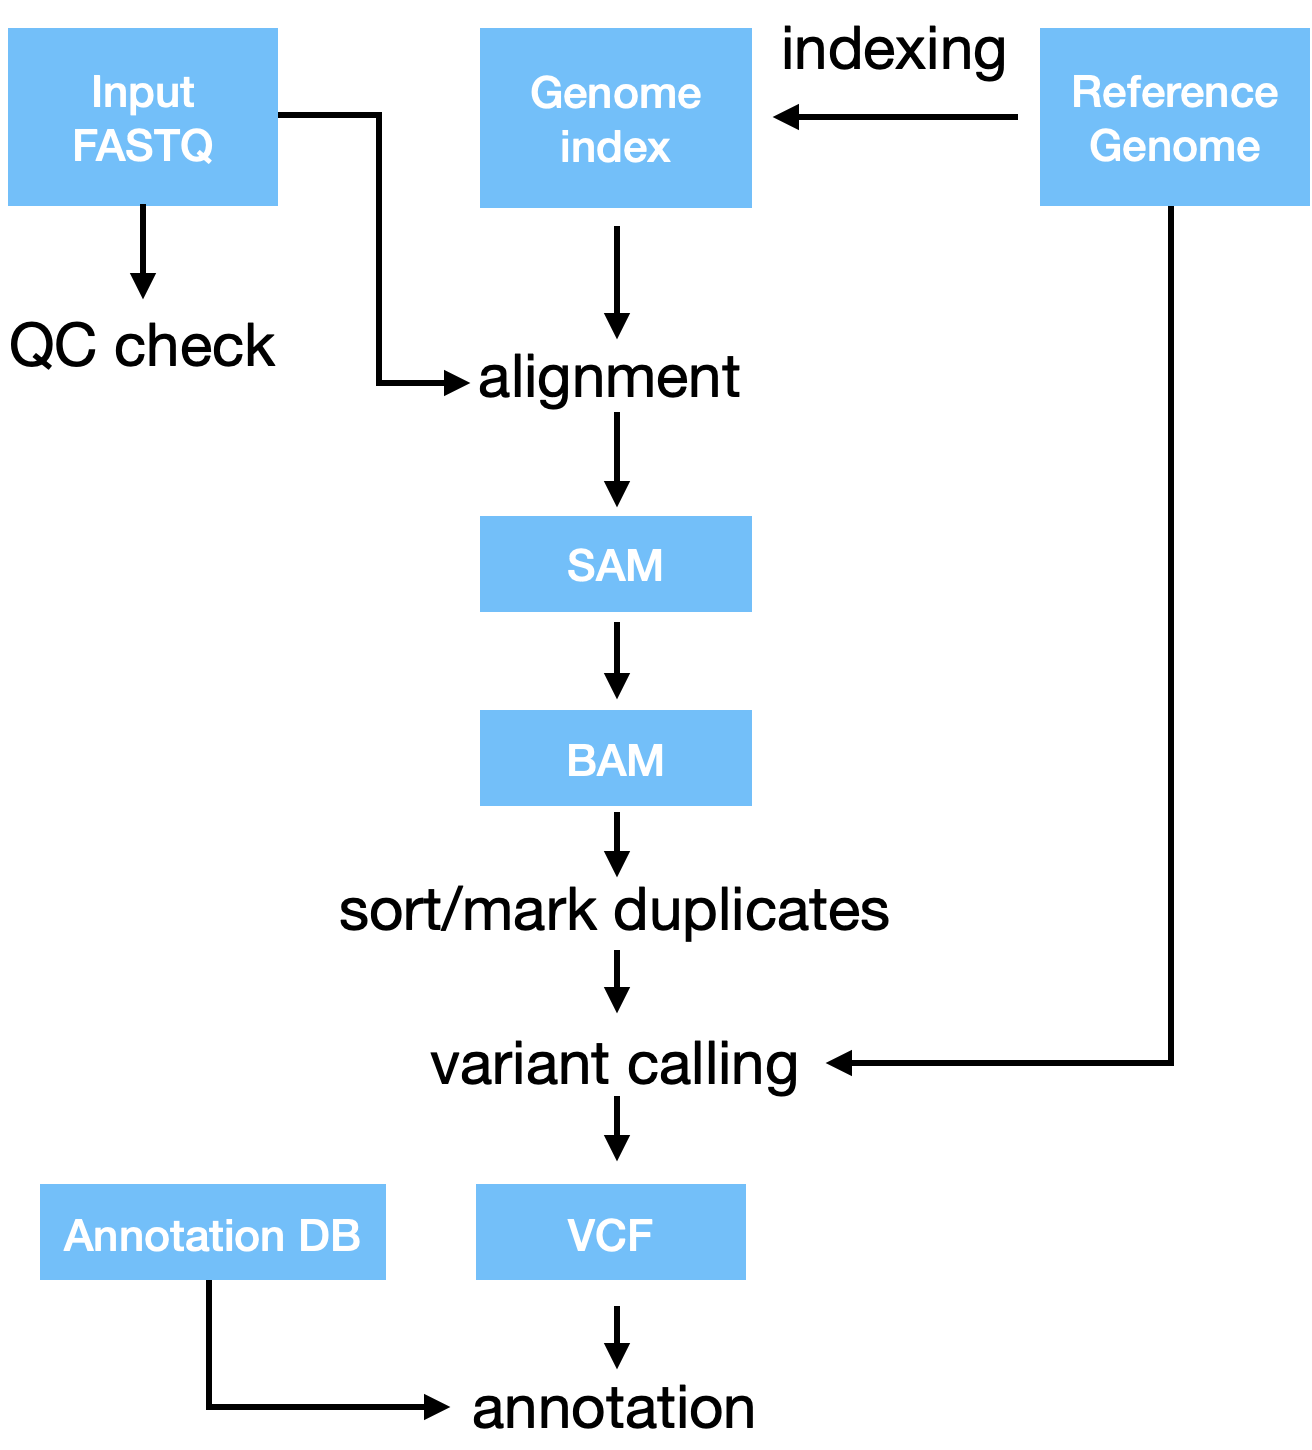 Input
FASTQ
Genome
index
indexing
Reference
Genome
QC check
alignment
SAM
BAM
sort/mark duplicates
variant calling
Annotation DB
VCF
annotation